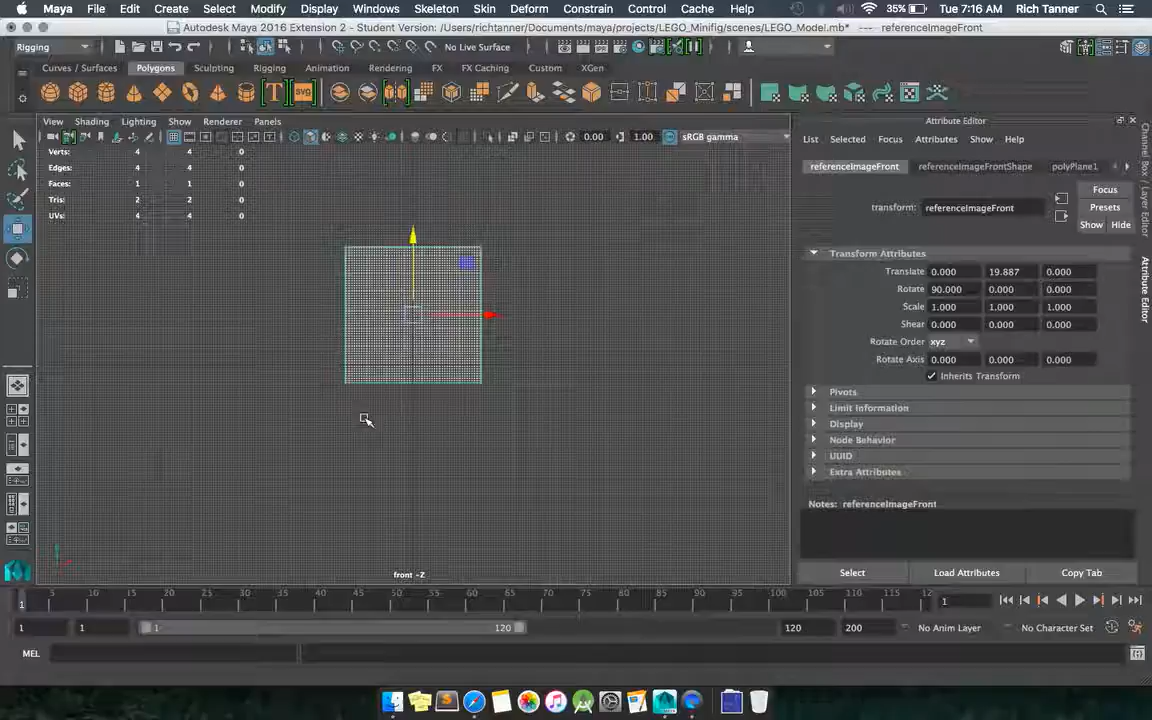 Maya File Edit Create Select Modify Display Windows Skeleton Skin Deform Constrain Control Cache Help 35% Tue 7:16 AM Rich Tanner
Autodesk Maya 2016 Extension 2 - Student Version: /Users/richtanner/Documents/maya/projects/LEGO_Minifig/scenes/LEGO_Model.mb* --- referenceImageFront
Rigging No Live Surface
Curves / Surfaces Polygons Sculpting Rigging Animation Rendering FX FX Caching Custom XGen
T SVG
View Shading Lighting Show Renderer Panels
0.00 1.00 sRGB gamma
Verts: 4 4 0
Edges: 4 4 0
Faces: 1 1 0
Tris: 2 2 0
UVs: 4 4 0
front -Z
Attribute Editor
List Selected Focus Attributes Show Help
referenceImageFront referenceImageFrontShape polyPlane1
Focus
transform: referenceImageFront Presets
Show Hide
Transform Attributes
Translate 0.000 19.887 0.000
Rotate 90.000 0.000 0.000
Scale 1.000 1.000 1.000
Shear 0.000 0.000 0.000
Rotate Order xyz
Rotate Axis 0.000 0.000 0.000
Inherits Transform
Pivots
Limit Information
Display
Node Behavior
UUID
Extra Attributes
Notes: referenceImageFront
Select Load Attributes Copy Tab
Channel Box / Layer Editor
Attribute Editor
1 5 10 15 20 25 30 35 40 45 50 55 60 65 70 75 80 85 90 95 100 105 110 115 12 1
1 1 1 120 120 200 No Anim Layer No Character Set
MEL